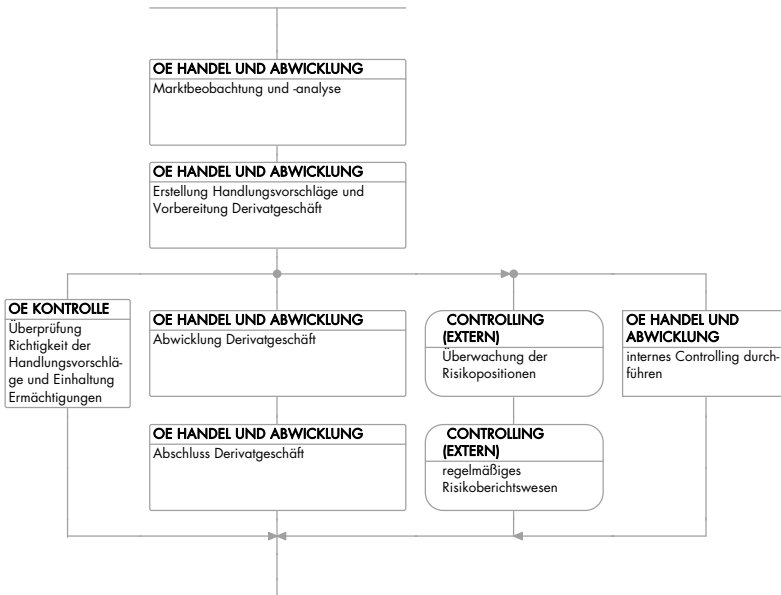 OE HANDEL UND ABWICKLUNG
Marktbeobachtung und -analyse
OE HANDEL UND ABWICKLUNG
Erstellung Handlungsvorschläge und
Vorbereitung Derivatgeschäft
OE KONTROLLE
Überprüfung
Richtigkeit der
Handlungsvorschlä-
ge und Einhaltung
Ermächtigungen
OE HANDEL UND ABWICKLUNG
Abwicklung Derivatgeschäft
CONTROLLING
(EXTERN)
Überwachung der
Risikopositionen
OE HANDEL UND
ABWICKLUNG
internes Controlling durch-
führen
OE HANDEL UND ABWICKLUNG
Abschluss Derivatgeschäft
CONTROLLING
(EXTERN)
regelmäßiges
Risikoberichtswesen